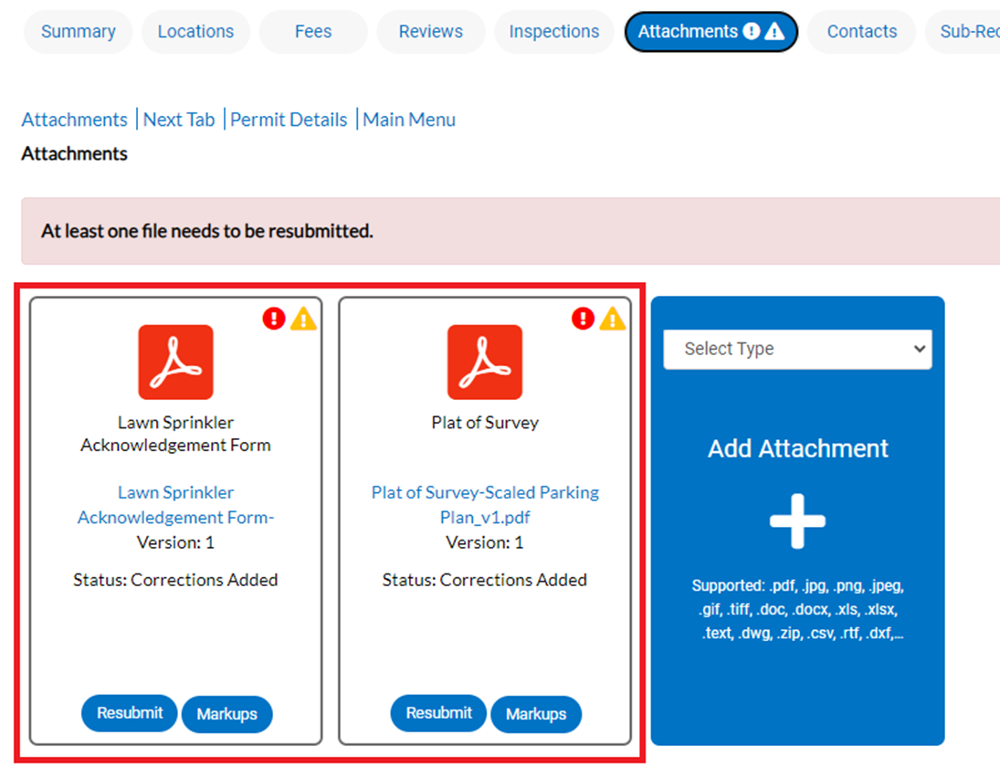 Summary Locations Fees Reviews Inspections Attachments Contacts Sub-Rec
Attachments Next Tab Permit Details Main Menu
Attachments
At least one file needs to be resubmitted.
Lawn Sprinkler
Acknowledgement Form
Lawn Sprinkler
Acknowledgement Form-
Version: 1
Status: Corrections Added
Resubmit Markups
Plat of Survey
Plat of Survey-Scaled Parking
Plan_v1.pdf
Version: 1
Status: Corrections Added
Resubmit Markups
Select Type
Add Attachment
Supported: .pdf, .jpg, .png, .jpeg,
.gif, .tiff, .doc, .docx, .xls, .xlsx,
.text, .dwg, .zip, .csv, .rtf, .dxf,...